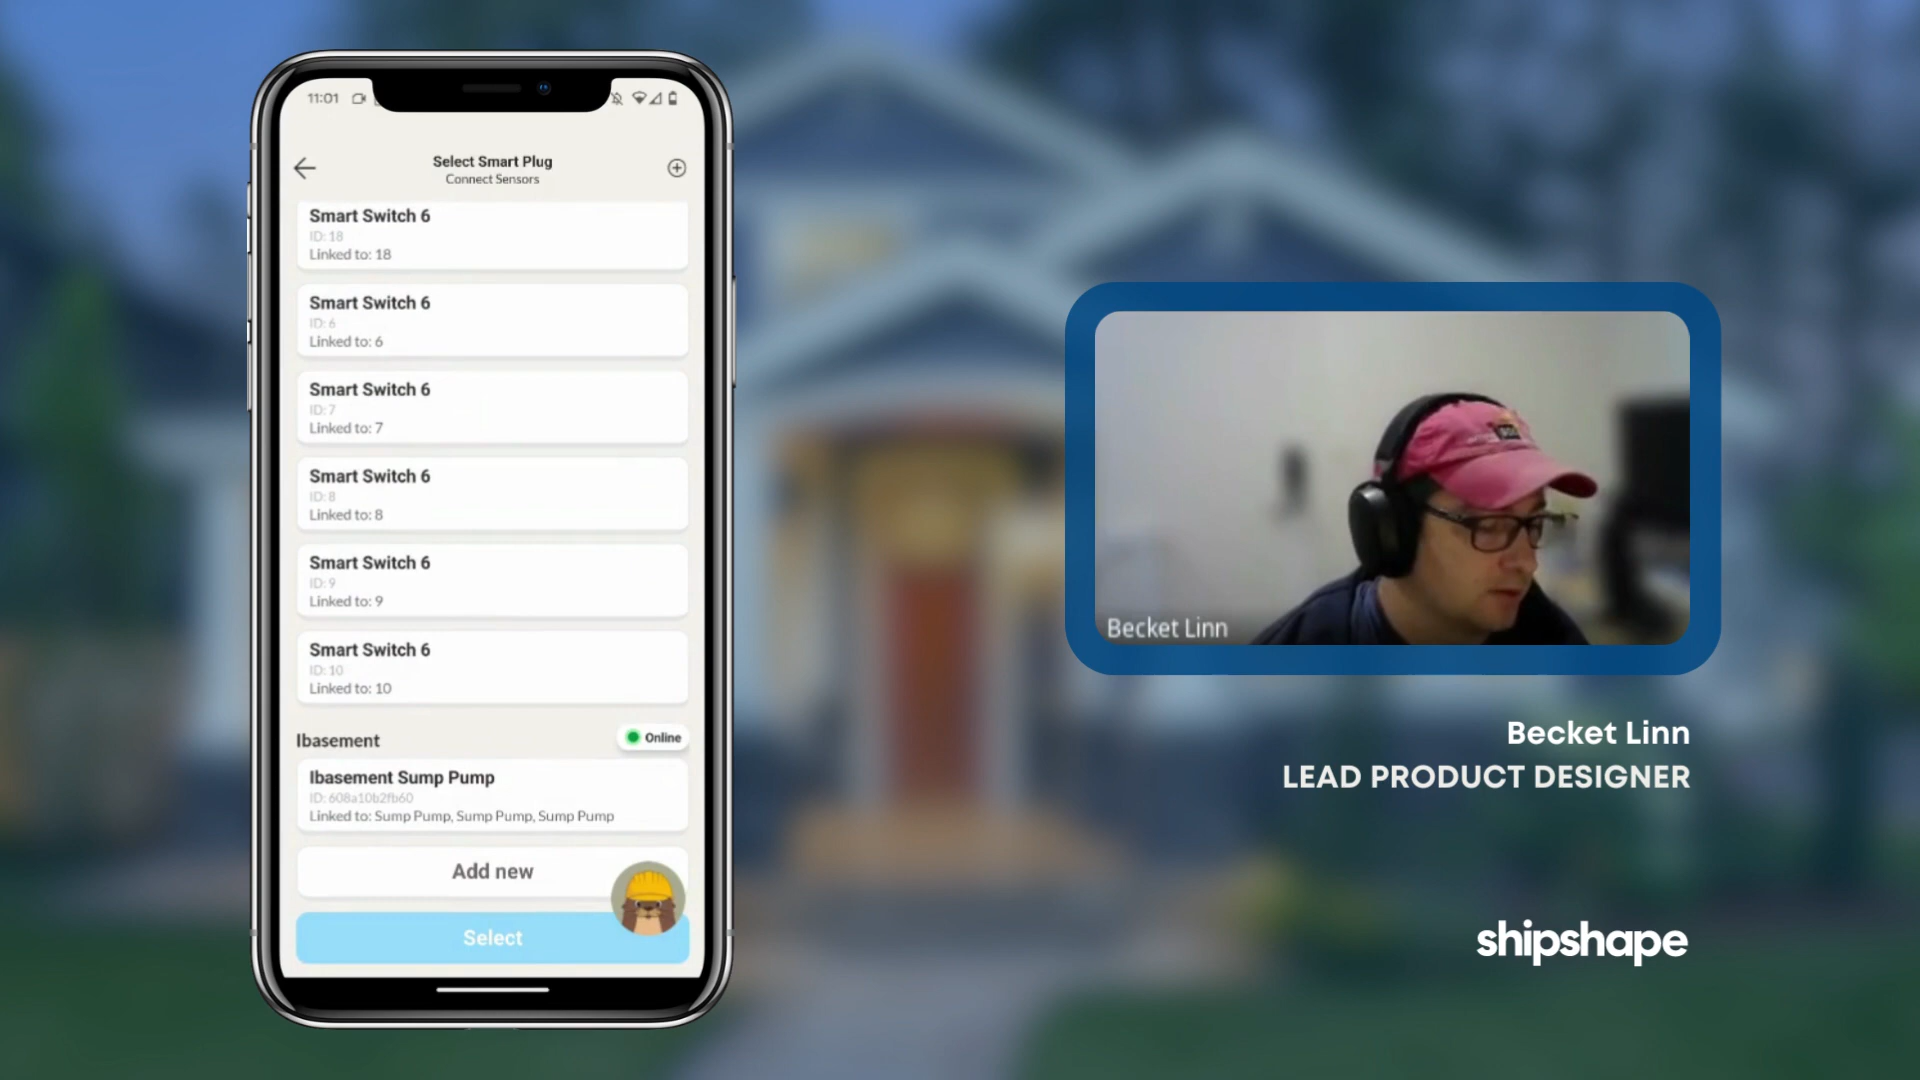 11:01
Select Smart Plug
Connect Sensors
Smart Switch 6
ID: 18
Linked to: 18
Smart Switch 6
ID: 6
Linked to: 6
Smart Switch 6
ID: 7
Linked to: 7
Smart Switch 6
ID: 8
Linked to: 8
Smart Switch 6
ID: 9
Linked to: 9
Smart Switch 6
ID: 10
Linked to: 10
Ibasement
Online
Ibasement Sump Pump
ID: 608a10b2fb60
Linked to: Sump Pump, Sump Pump, Sump Pump
Add new
Select
Becket Linn
Becket Linn
LEAD PRODUCT DESIGNER
shipshape